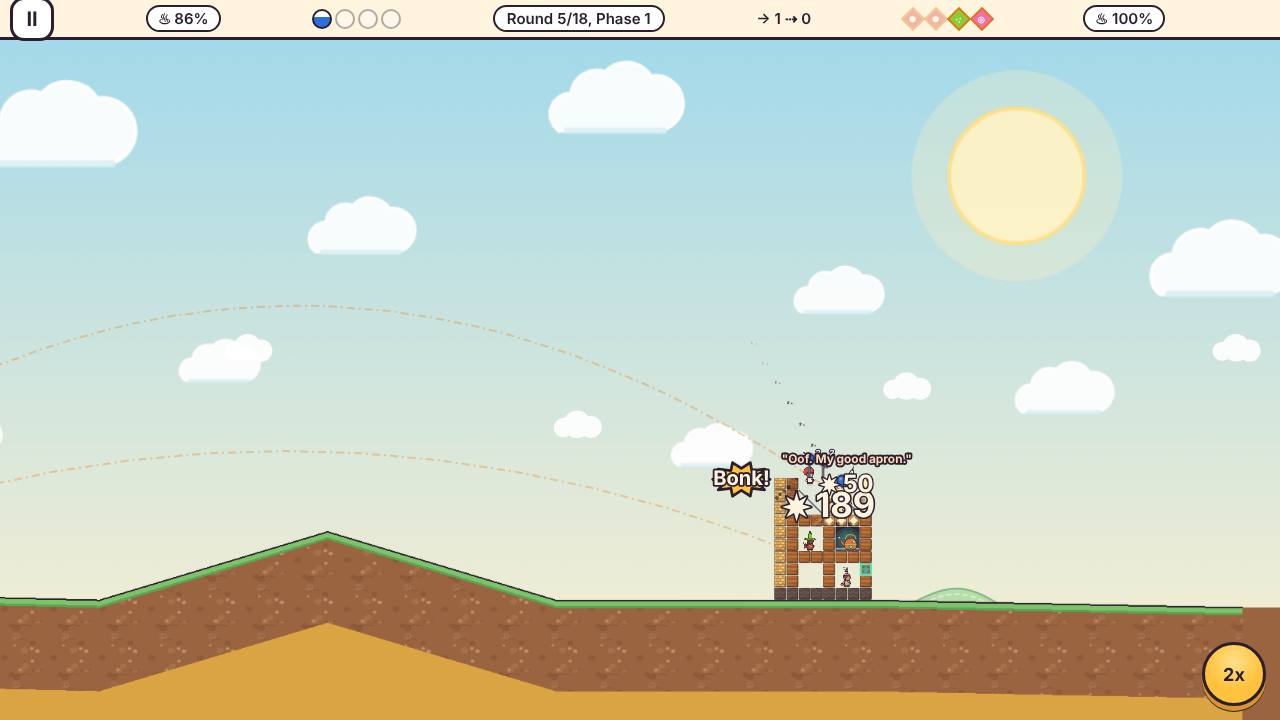 86%
Round 5/18, Phase 1
→ 1 ⇢ 0
100%
"Oof. My good apron."
Bonk!
50
189
2x